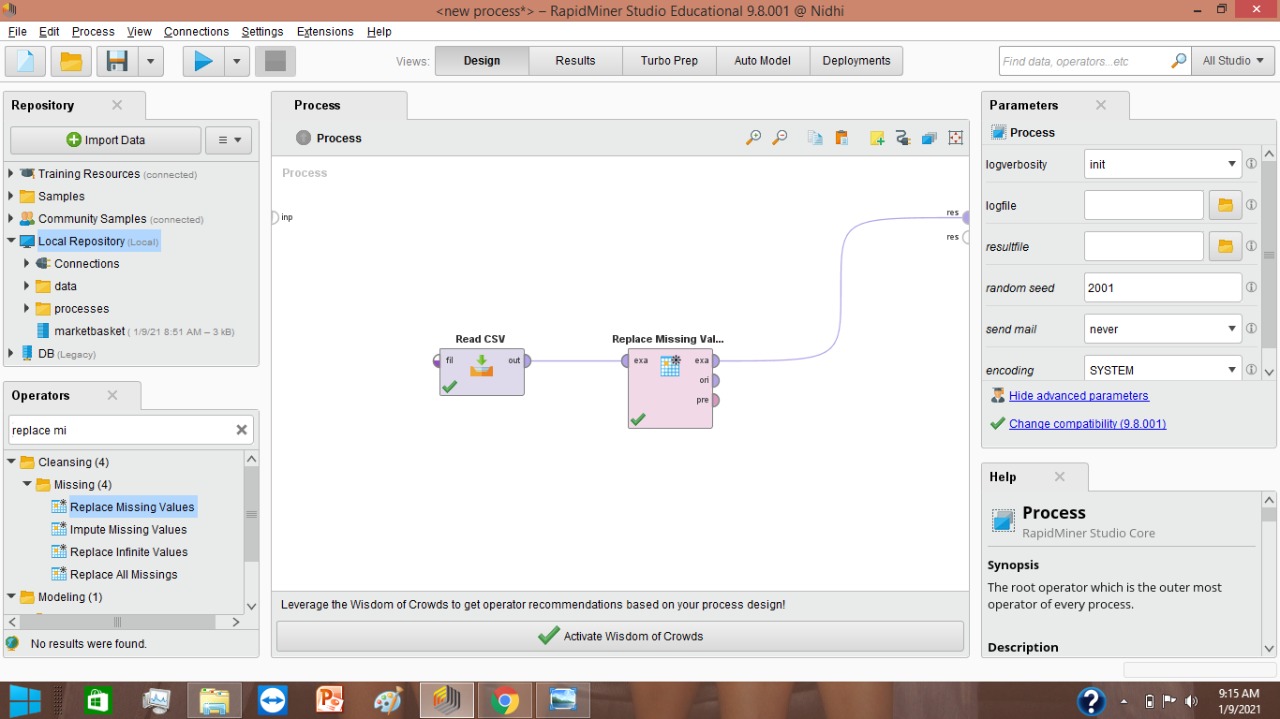 <new process*> – RapidMiner Studio Educational 9.8.001 @ Nidhi
File Edit Process View Connections Settings Extensions Help
Views: Design Results Turbo Prep Auto Model Deployments
Find data, operators...etc
All Studio
Repository
Import Data
Training Resources (connected)
Samples
Community Samples (connected)
Local Repository (Local)
Connections
data
processes
marketbasket ( 1/9/21 8:51 AM – 3 kB)
DB (Legacy)
Operators
replace mi
Cleansing (4)
Missing (4)
Replace Missing Values
Impute Missing Values
Replace Infinite Values
Replace All Missings
Modeling (1)
No results were found.
Process
Process
Process
inp
res
res
Read CSV
fil out
Replace Missing Val...
exa exa
ori
pre
Leverage the Wisdom of Crowds to get operator recommendations based on your process design!
Activate Wisdom of Crowds
Parameters
Process
logverbosity init
logfile
resultfile
random seed 2001
send mail never
encoding SYSTEM
Hide advanced parameters
Change compatibility (9.8.001)
Help
Process
RapidMiner Studio Core
Synopsis
The root operator which is the outer most
operator of every process.
Description
9:15 AM
1/9/2021